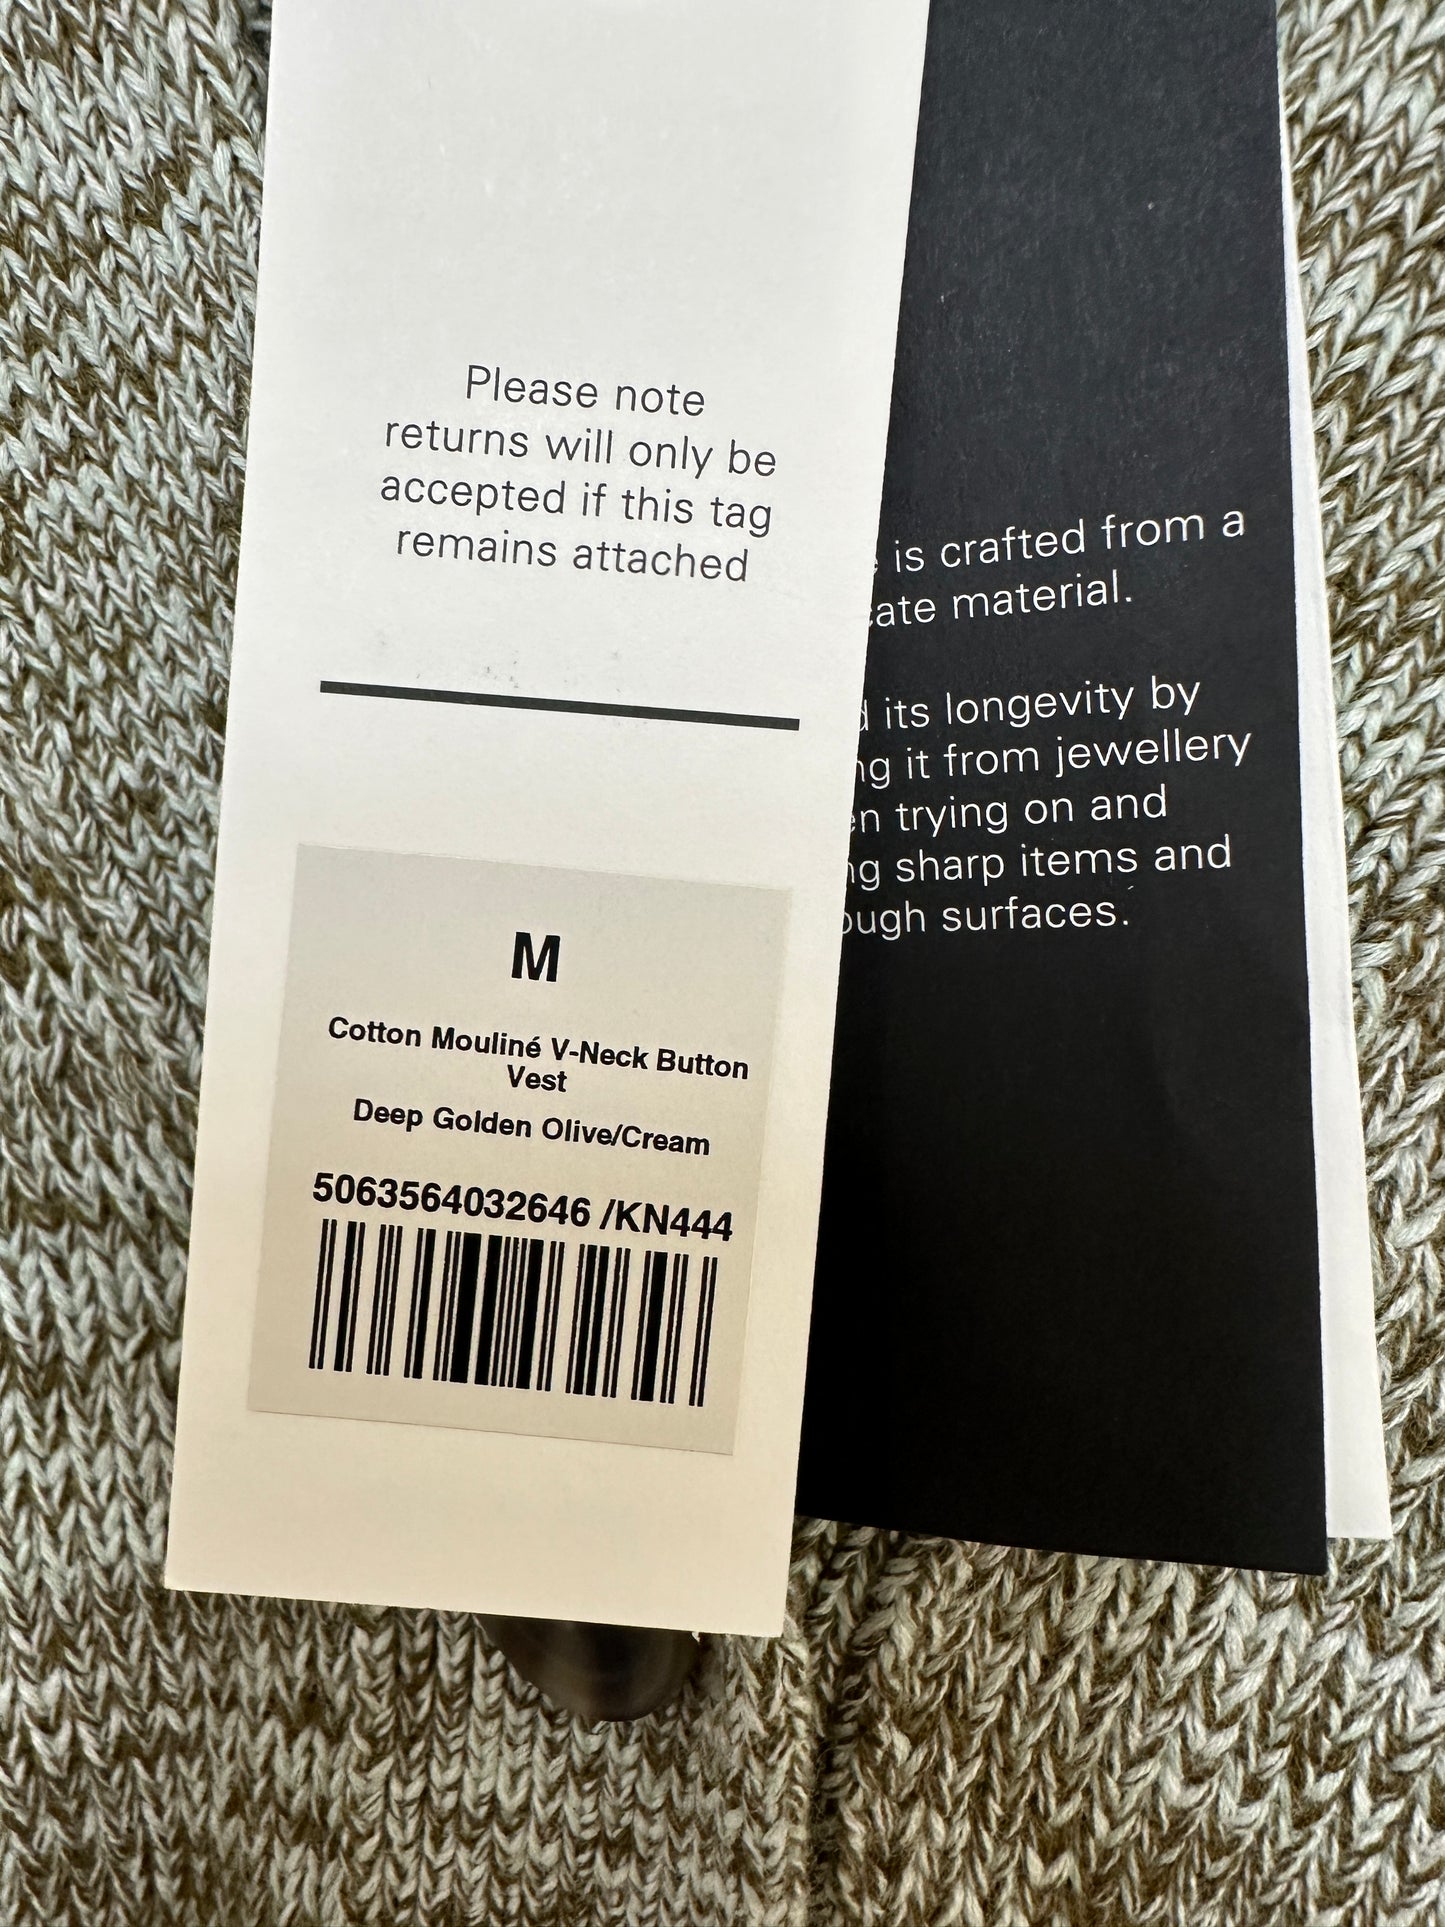 Please note
returns will only be
accepted if this tag
remains attached
M
Cotton Mouliné V-Neck Button
Vest
Deep Golden Olive/Cream
5063564032646 /KN444
is crafted from a
material.
its longevity by
it from jewellery
trying on and
sharp items and
surfaces.